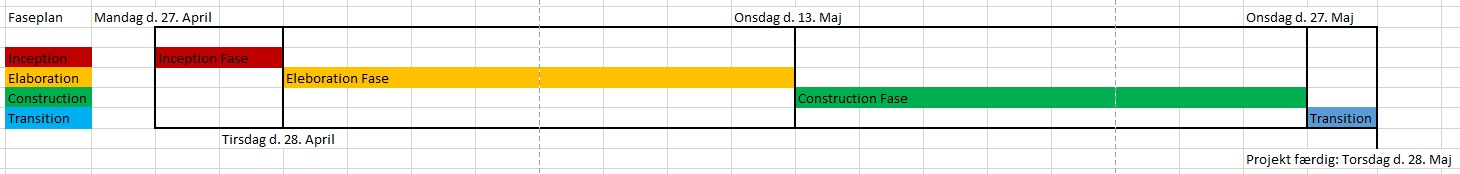 Faseplan Mandag d. 27. April Onsdag d. 13. Maj Onsdag d. 27. Maj
Inception Inception Fase
Elaboration Eleboration Fase
Construction Construction Fase
Transition Transition
Tirsdag d. 28. April
Projekt færdig: Torsdag d. 28. Maj